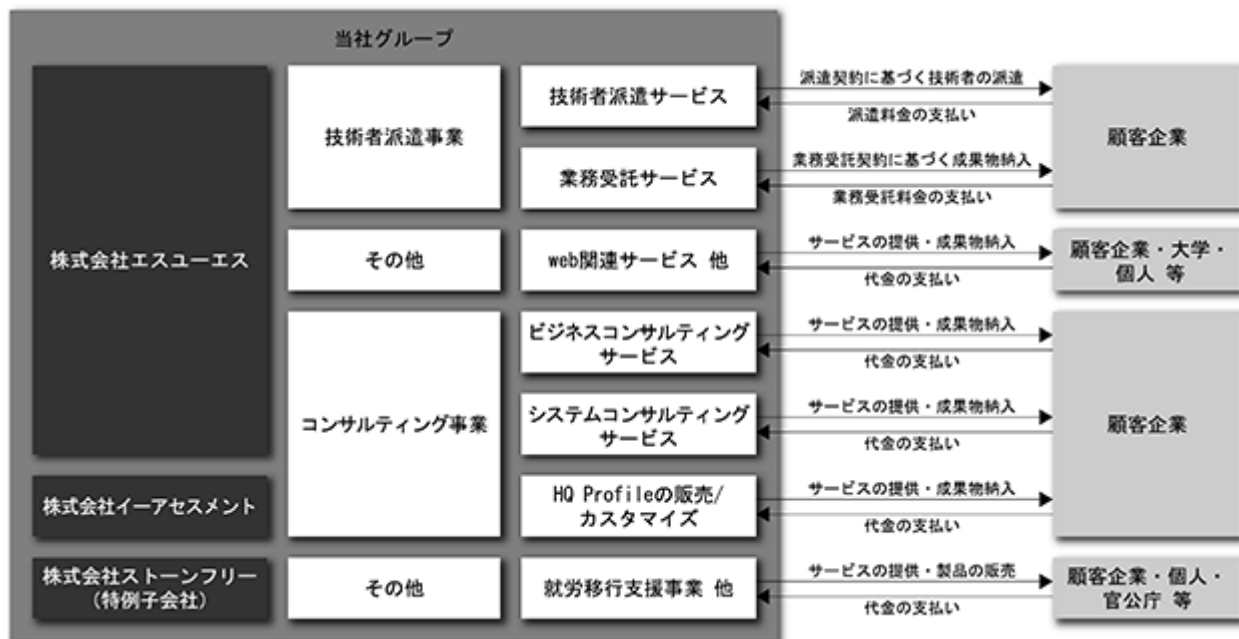 当社グループ
株式会社エスユーエス
技術者派遣事業
技術者派遣サービス
派遣契約に基づく技術者の派遣
派遣料金の支払い
顧客企業
業務受託サービス
業務受託契約に基づく成果物納入
業務受託料金の支払い
その他
web関連サービス 他
サービスの提供・成果物納入
代金の支払い
顧客企業・大学・
個人 等
コンサルティング事業
ビジネスコンサルティング
サービス
サービスの提供・成果物納入
代金の支払い
顧客企業
システムコンサルティング
サービス
サービスの提供・成果物納入
代金の支払い
株式会社イーアセスメント
HQ Profileの販売/
カスタマイズ
サービスの提供・成果物納入
代金の支払い
株式会社ストーンフリー
(特例子会社)
その他
就労移行支援事業 他
サービスの提供・製品の販売
代金の支払い
顧客企業・個人・
官公庁 等